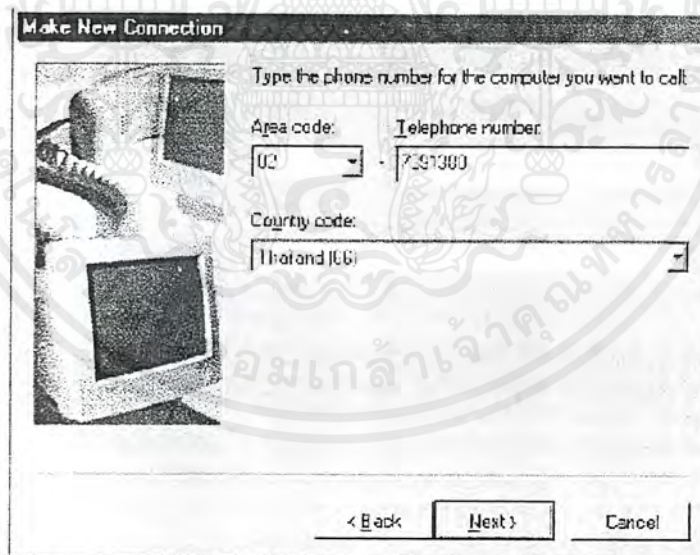 Make New Connection
Type the phone number for the computer you want to call:
Area code: Telephone number:
02 -
Country code:
Thailand (66)
< Back Next > Cancel